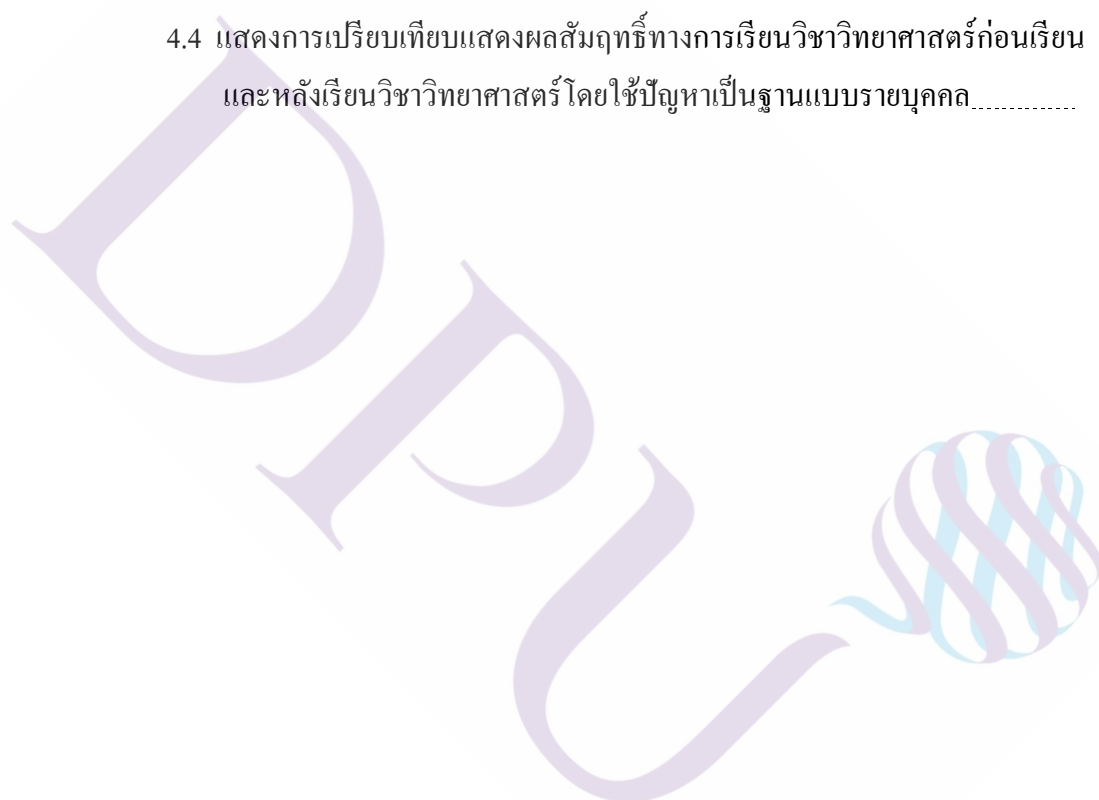 4.4 แสดงการเปรียบเทียบแสดงผลสัมฤทธิ์ทางการเรียนวิชาวิทยาศาสตร์ก่อนเรียน
และหลังเรียนวิชาวิทยาศาสตร์โดยใช้ปัญหาเป็นฐานแบบรายบุคคล.............
DPU